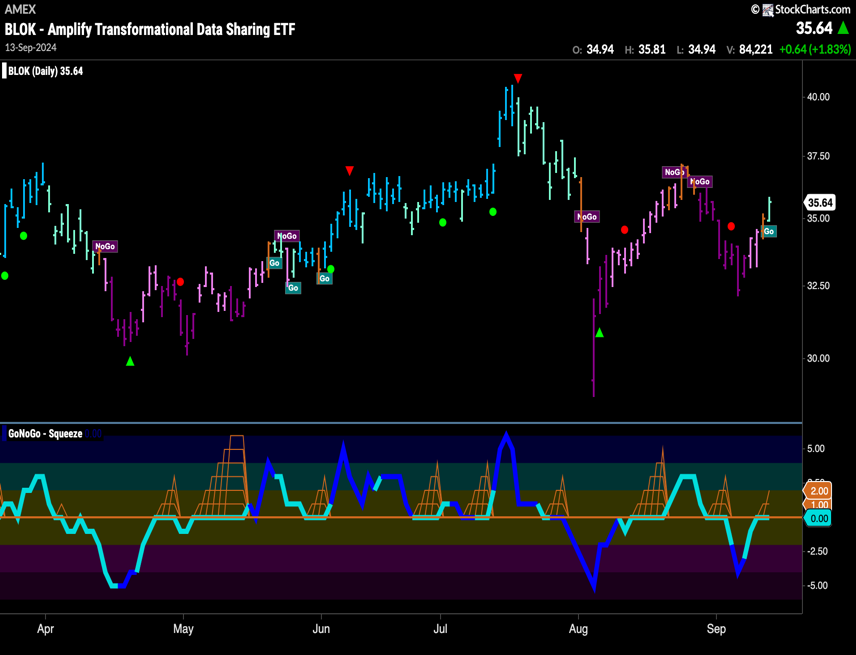 AMEX
© StockCharts.com
BLOK - Amplify Transformational Data Sharing ETF
35.64
13-Sep-2024
O: 34.94 H: 35.81 L: 34.94 V: 84,221 +0.64 (+1.83%)
BLOK (Daily) 35.64
40.00
37.50
NoGo
NoGo
35.64
NoGo
35.00
Go
NoGo
NoGo
Go
Go
Go
32.50
30.00
GoNoGo - Squeeze
5.00
2.00
1.00
0.00
-2.50
-5.00
Apr May Jun Jul Aug Sep